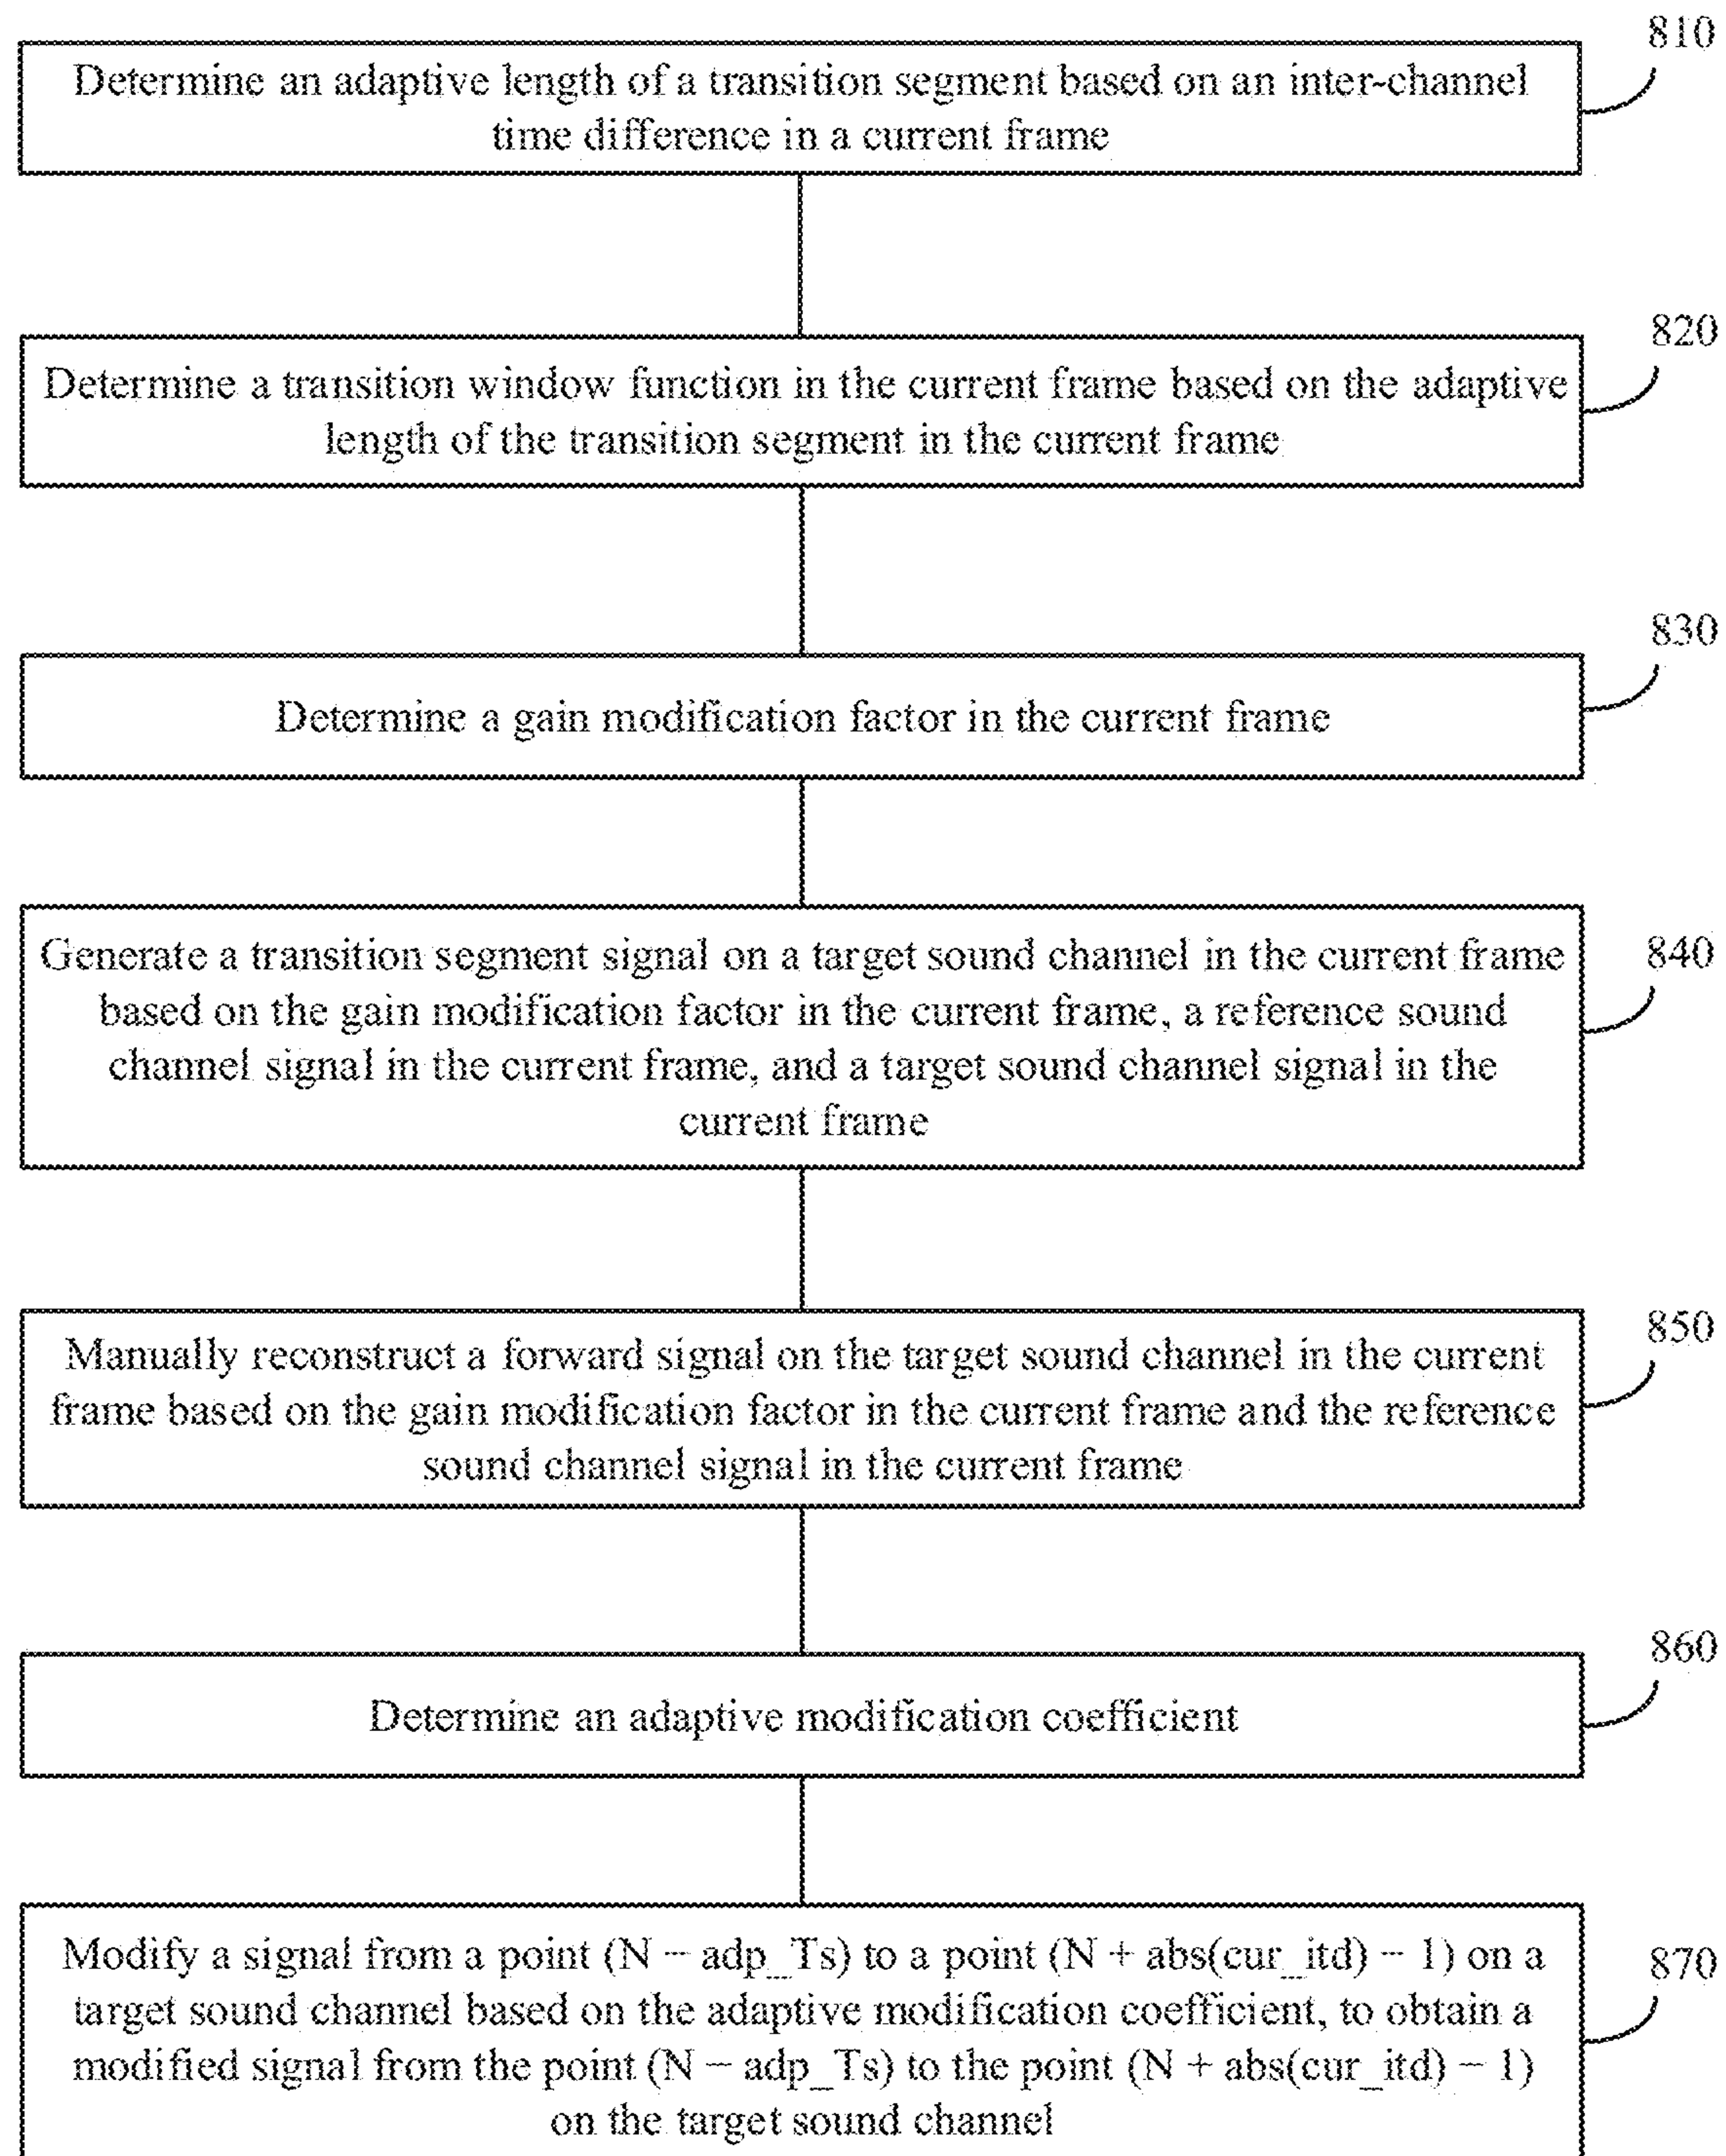 810
Determine an adaptive length of a transition segment based on an inter-channel
time difference in a current frame
820
Determine a transition window function in the current frame based on the adaptive
length of the transition segment in the current frame
830
Determine a gain modification factor in the current frame
840
Generate a transition segment signal on a target sound channel in the current frame
based on the gain modification factor in the current frame, a reference sound
channel signal in the current frame, and a target sound channel signal in the
current frame
850
Manually reconstruct a forward signal on the target sound channel in the current
frame based on the gain modification factor in the current frame and the reference
sound channel signal in the current frame
860
Determine an adaptive modification coefficient
870
Modify a signal from a point (N − adp_Ts) to a point (N + abs(cur_itd) − 1) on a
target sound channel based on the adaptive modification coefficient, to obtain a
modified signal from the point (N − adp_Ts) to the point (N + abs(cur_itd) − 1)
on the target sound channel